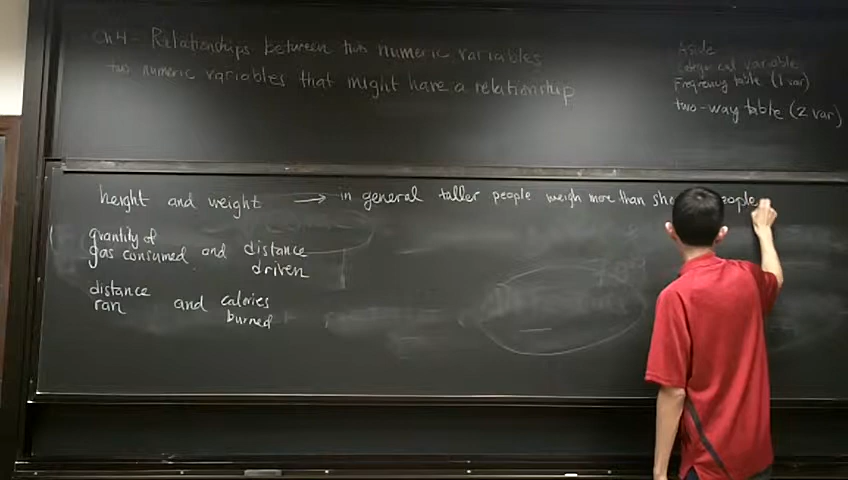 Ch 4 - Relationships between two numeric variables
two numeric variables that might have a relationship
Aside
Categorical variable
Frequency table (1 var)
two-way table (2 var)
height and weight → in general taller people weigh more than sho
quantity of
gas consumed and distance
driven
distance
ran and calories
burned